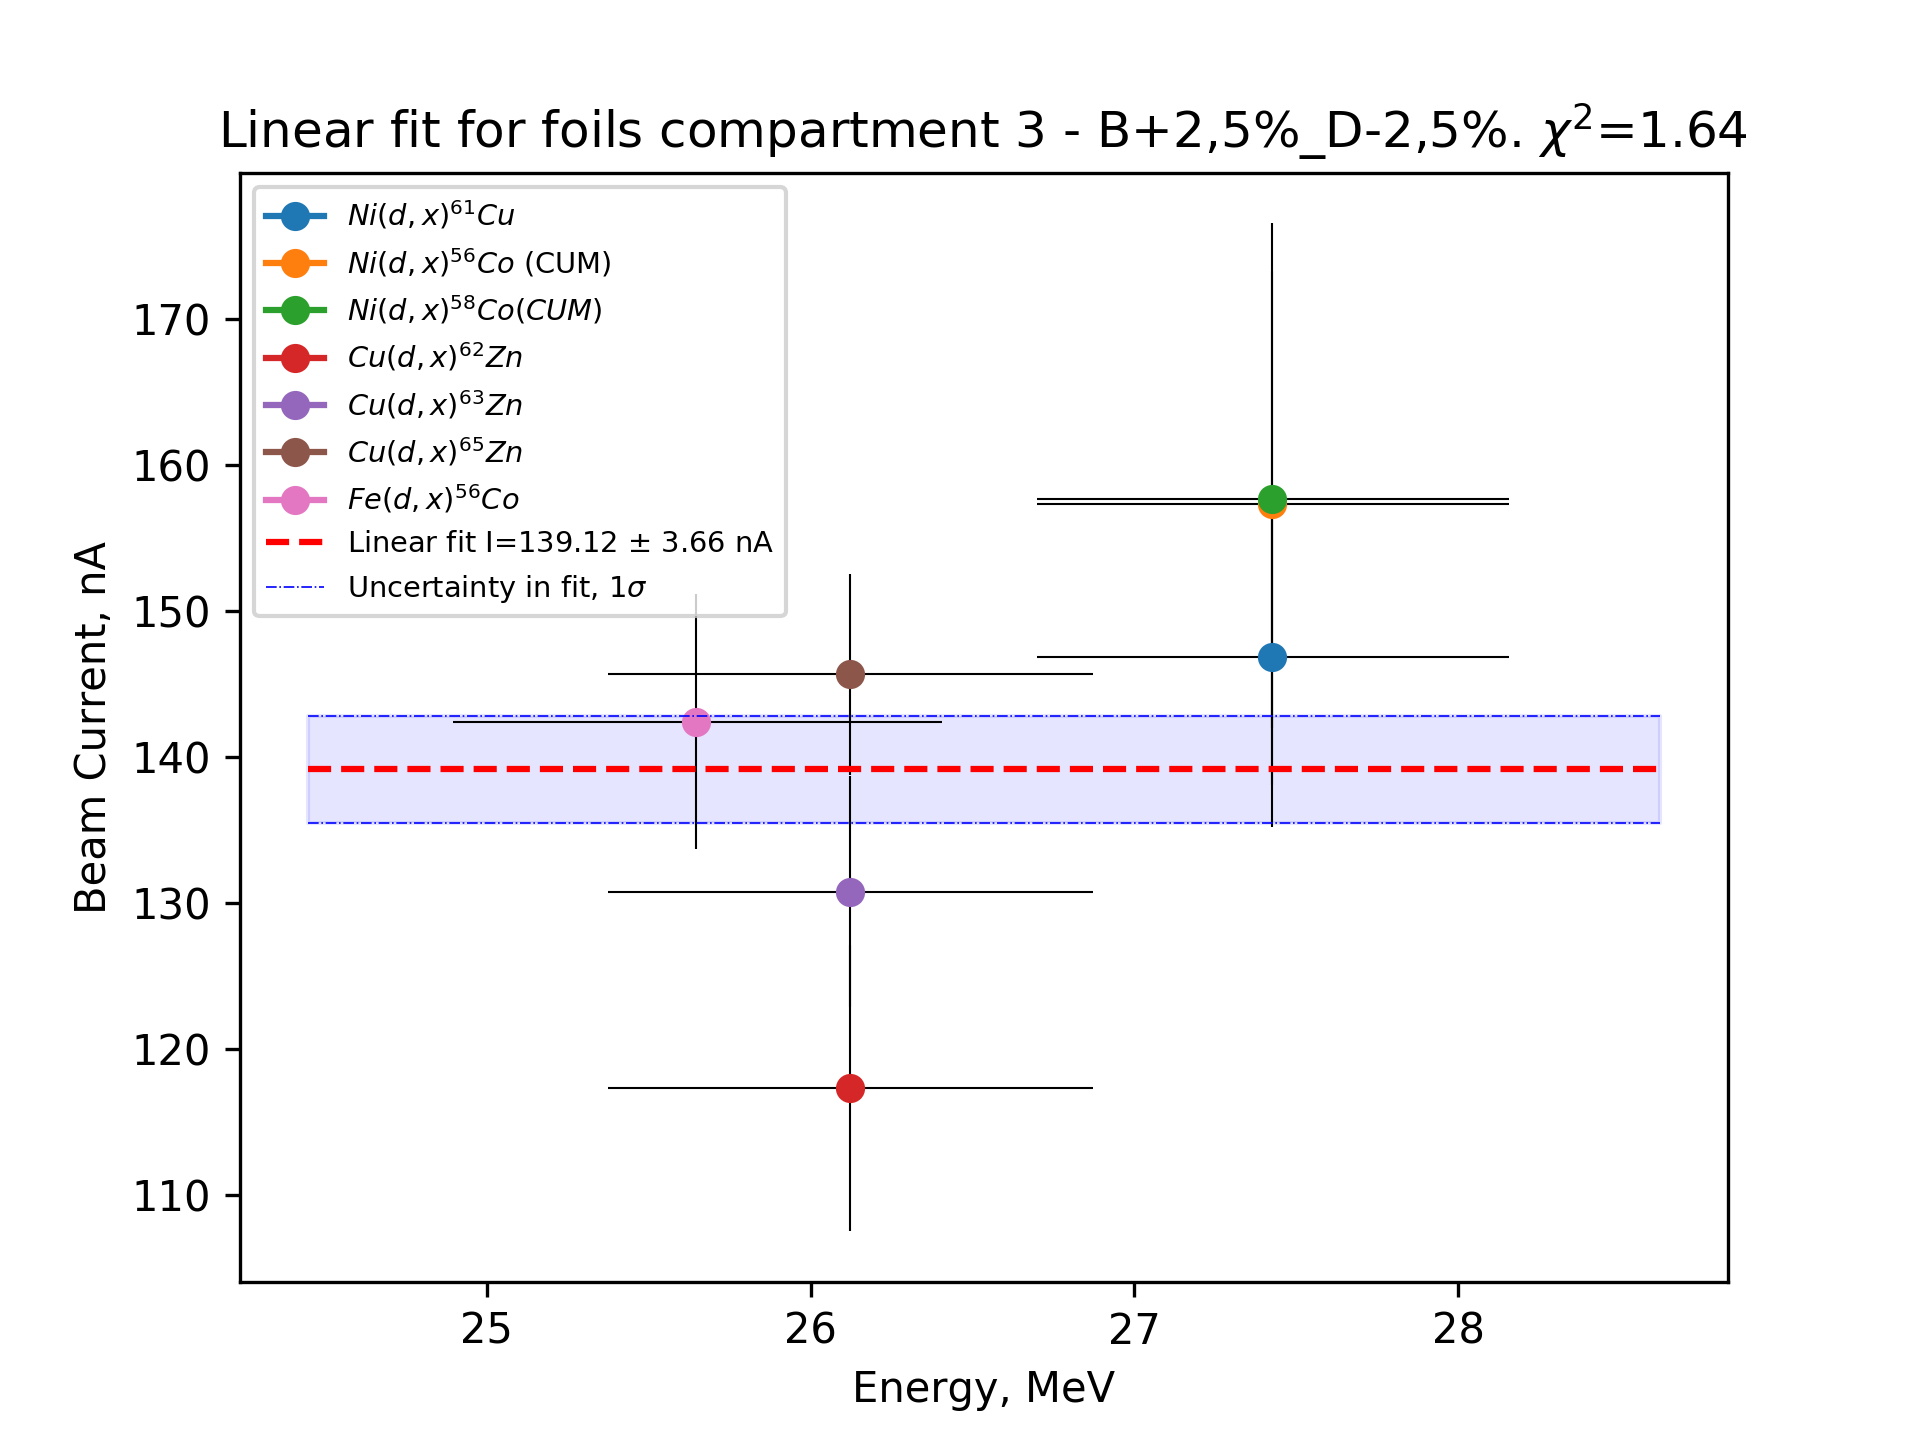 Linear fit for foils compartment 3 - B+2,5%_D-2,5%. χ²=1.64
Ni(d, x)⁶¹Cu
Ni(d, x)⁵⁶Co (CUM)
Ni(d, x)⁵⁸Co(CUM)
Cu(d, x)⁶²Zn
Cu(d, x)⁶³Zn
Cu(d, x)⁶⁵Zn
Fe(d, x)⁵⁶Co
Linear fit I=139.12 ± 3.66 nA
Uncertainty in fit, 1σ
Beam Current, nA
170
160
150
140
130
120
110
25 26 27 28
Energy, MeV